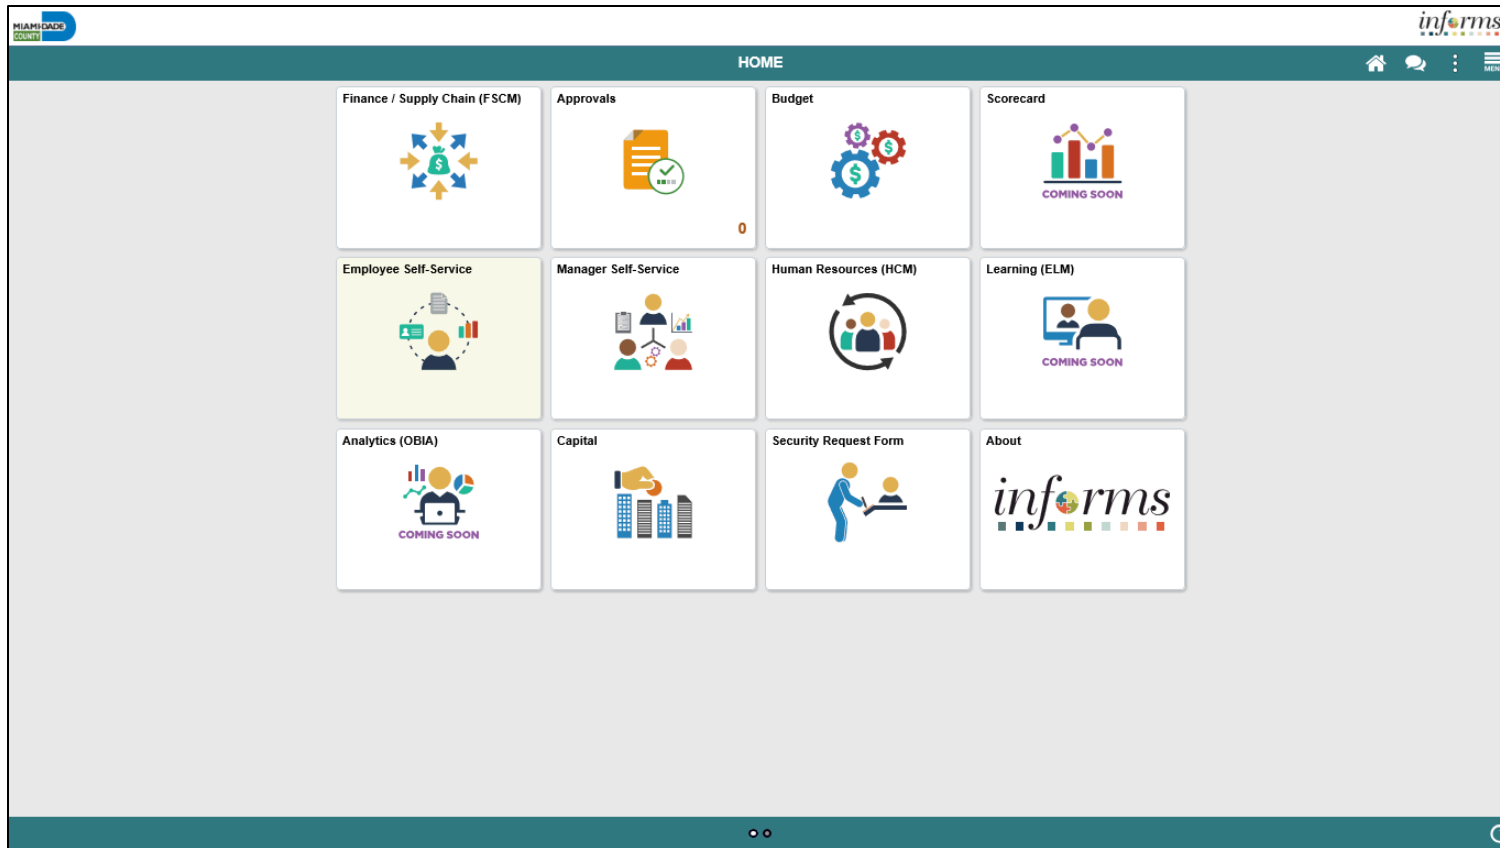 MIAMI-DADE
COUNTY
informs
HOME
MEN
Finance / Supply Chain (FSCM)
Approvals
Budget
Scorecard
$
$
$
$
COMING SOON
0
Employee Self-Service
Manager Self-Service
Human Resources (HCM)
Learning (ELM)
COMING SOON
Analytics (OBIA)
Capital
Security Request Form
About
informs
COMING SOON